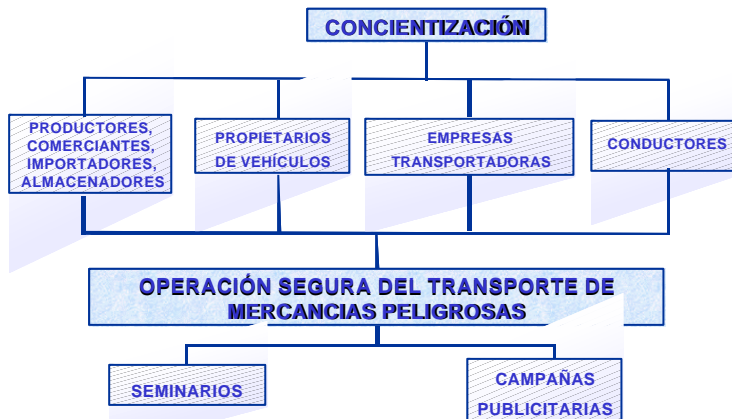 CONCIENTIZACIÓN
PRODUCTORES,
COMERCIANTES,
IMPORTADORES,
ALMACENADORES
PROPIETARIOS
DE VEHÍCULOS
EMPRESAS
TRANSPORTADORAS
CONDUCTORES
OPERACIÓN SEGURA DEL TRANSPORTE DE
MERCANCIAS PELIGROSAS
SEMINARIOS
CAMPAÑAS
PUBLICITARIAS